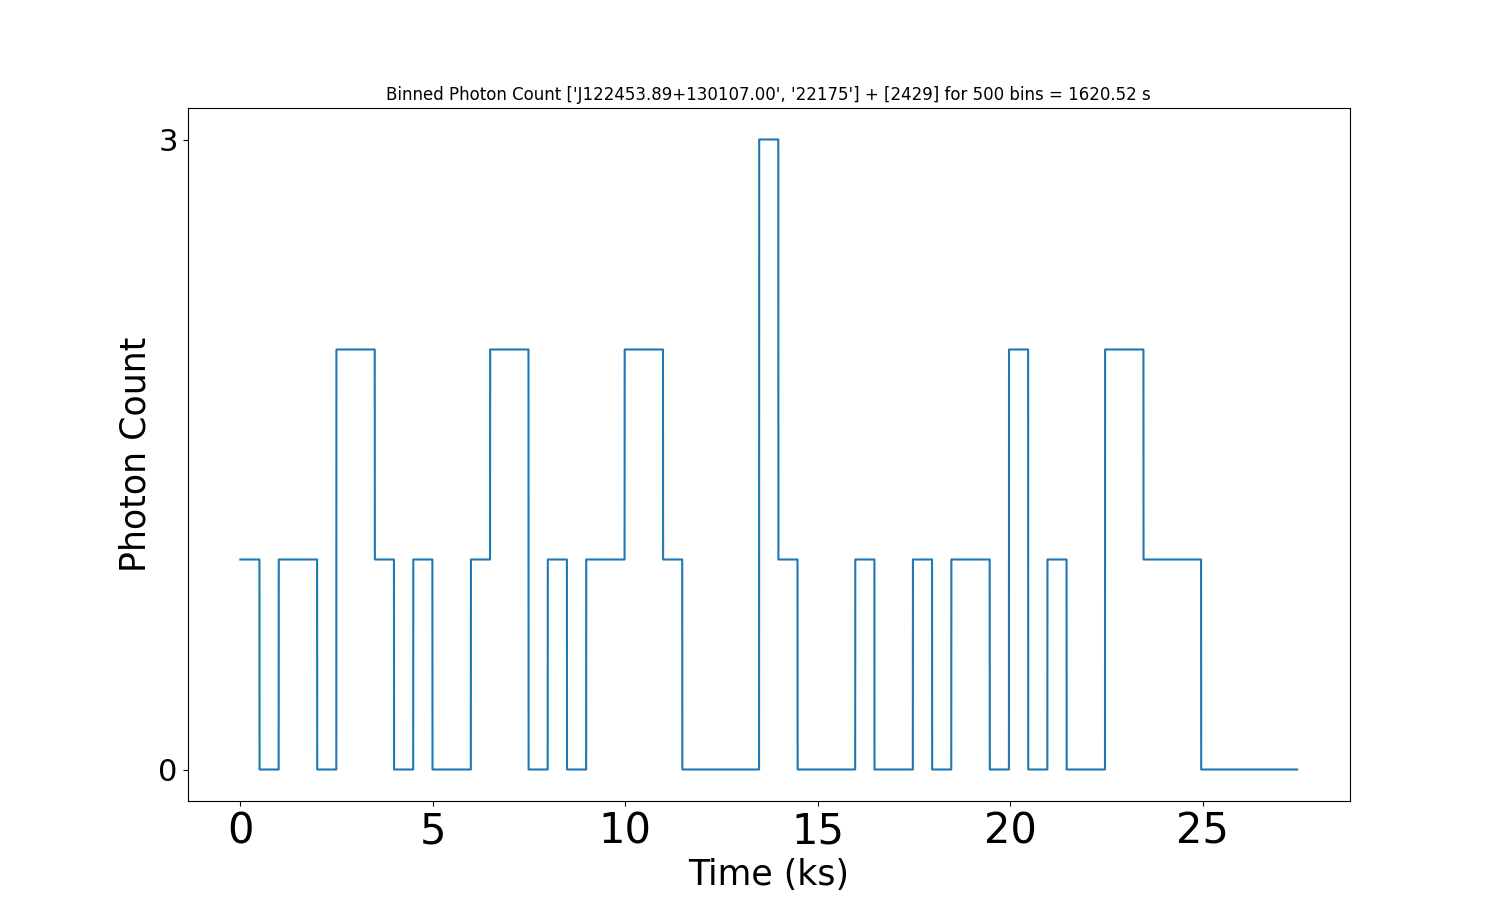 Binned Photon Count ['J122453.89+130107.00', '22175'] + [2429] for 500 bins = 1620.52 s
3
Photon Count
0
0 5 10 15 20 25
Time (ks)